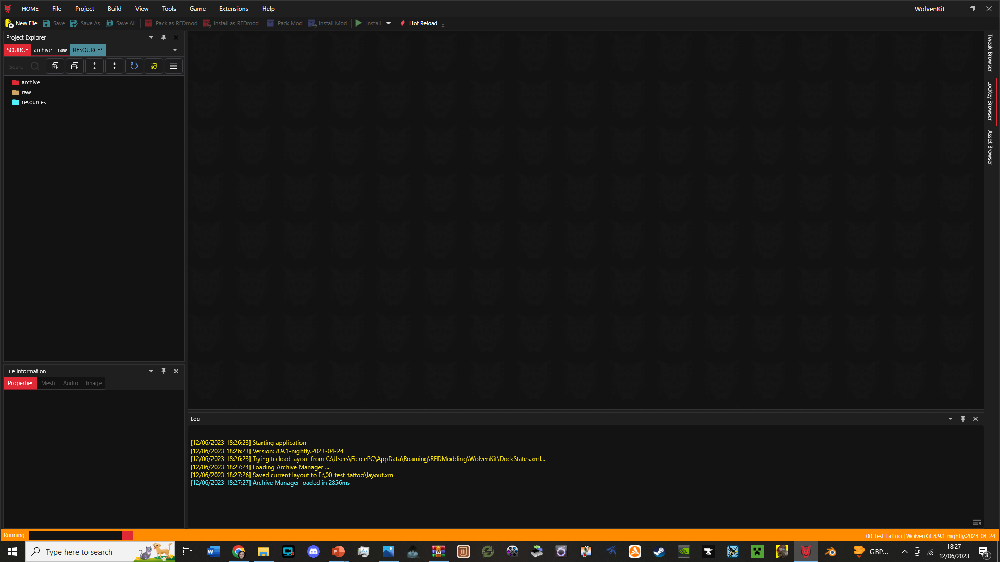 HOME File Project Build View Tools Game Extensions Help WolvenKit
New File Save Save As Save All Pack as REDmod Install as REDmod Pack Mod Install Mod Install Hot Reload
Project Explorer
SOURCE archive raw RESOURCES
Searc
archive
raw
resources
Tweak Browser
LocKey Browser
Asset Browser
File Information
Properties Mesh Audio Image
Log
[12/06/2023 18:26:23] Starting application
[12/06/2023 18:26:23] Version: 8.9.1-nightly.2023-04-24
[12/06/2023 18:26:23] Trying to load layout from C:\Users\FiercePC\AppData\Roaming\REDModding\WolvenKit\DockStates.xml...
[12/06/2023 18:27:24] Loading Archive Manager ...
[12/06/2023 18:27:26] Saved current layout to E:\00_test_tattoo\layout.xml
[12/06/2023 18:27:27] Archive Manager loaded in 2856ms
Running 00_test_tattoo | WolvenKit 8.9.1-nightly.2023-04-24
Type here to search GBP... 18:27
12/06/2023 3